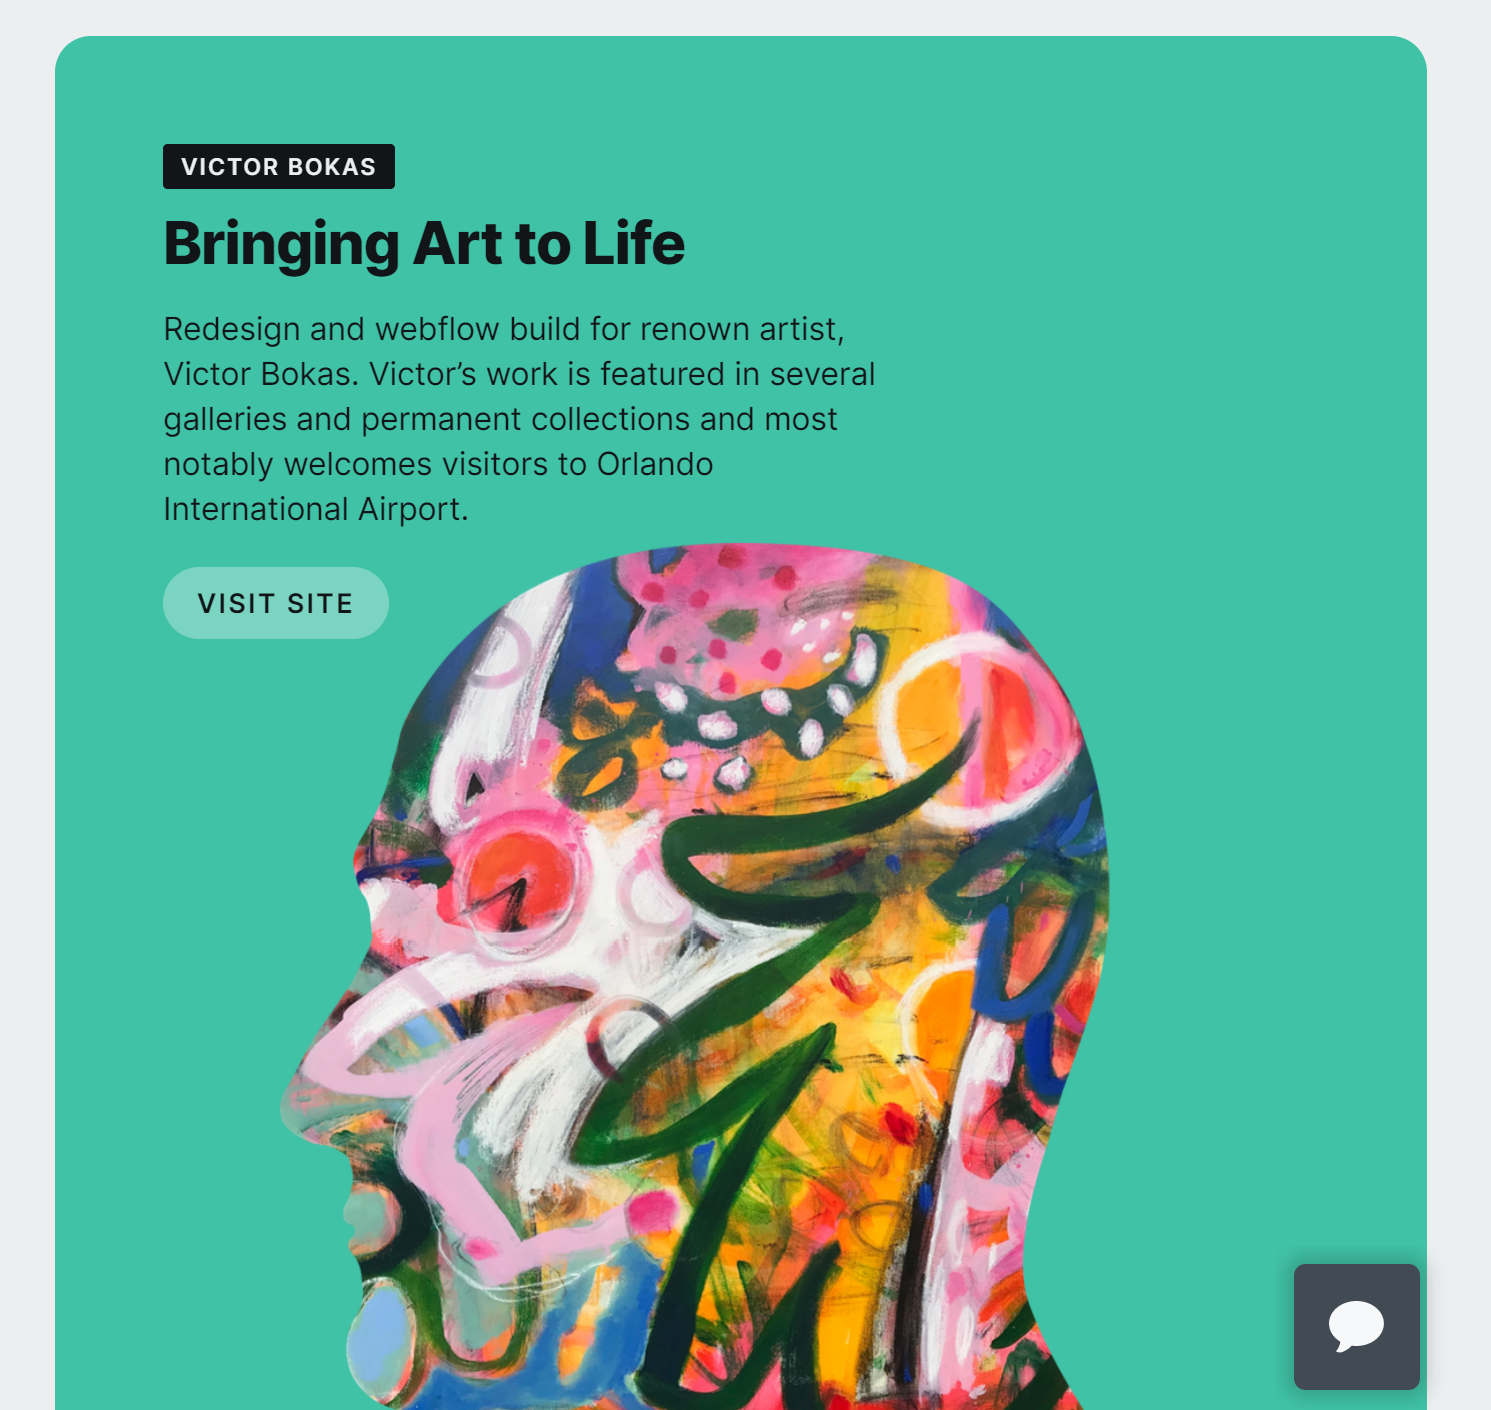 VICTOR BOKAS
Bringing Art to Life
Redesign and webflow build for renown artist,
Victor Bokas. Victor’s work is featured in several
galleries and permanent collections and most
notably welcomes visitors to Orlando
International Airport.
VISIT SITE